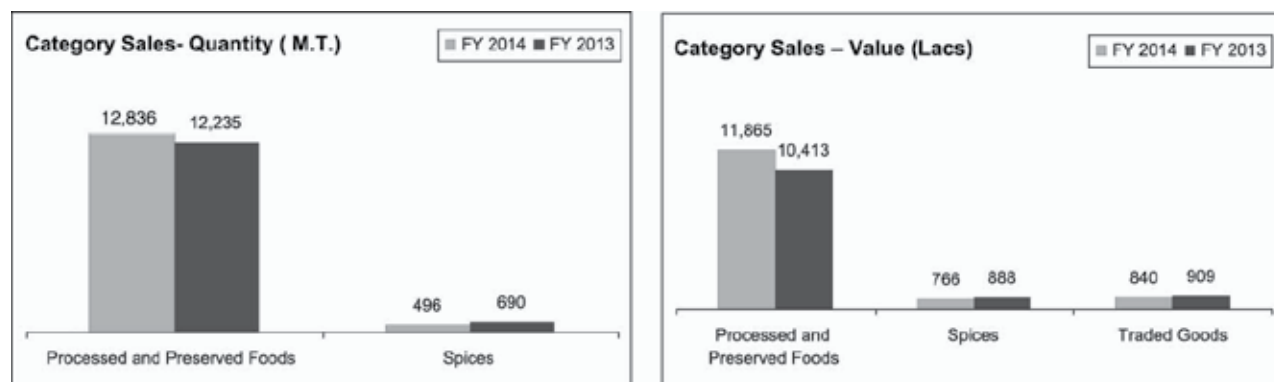 Category Sales- Quantity ( M.T.)
FY 2014 FY 2013
12,836
12,235
496
690
Processed and Preserved Foods
Spices
Category Sales – Value (Lacs)
FY 2014 FY 2013
11,865
10,413
766
888
840
909
Processed and
Preserved Foods
Spices
Traded Goods